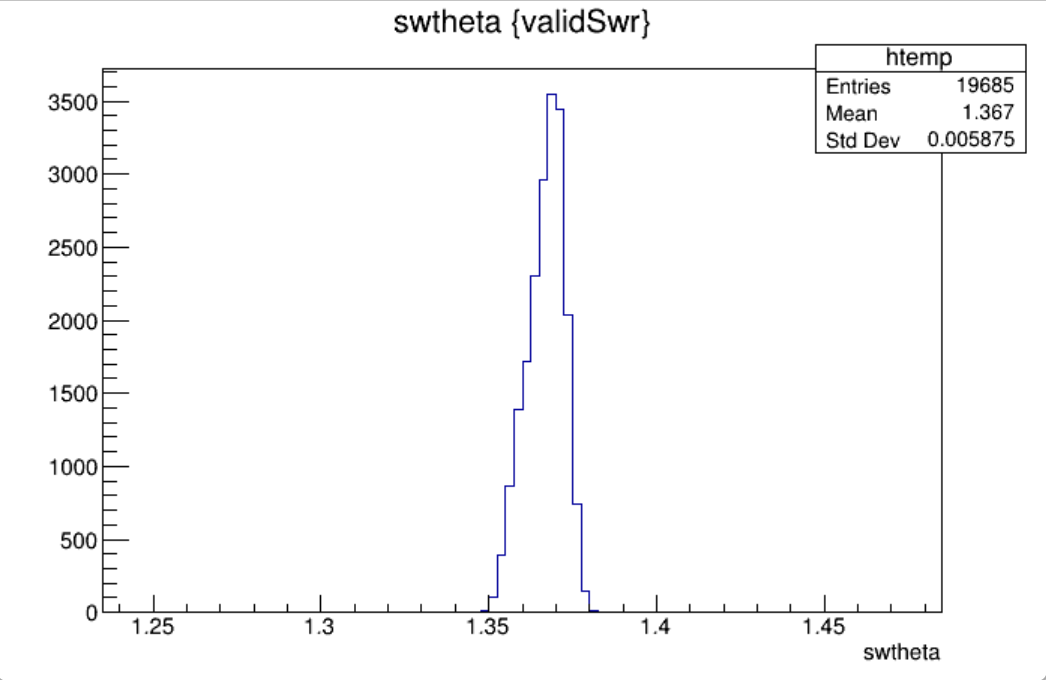 swtheta {validSwr}
htemp
Entries 19685
Mean 1.367
Std Dev 0.005875
3500
3000
2500
2000
1500
1000
500
0
1.25 1.3 1.35 1.4 1.45
swtheta